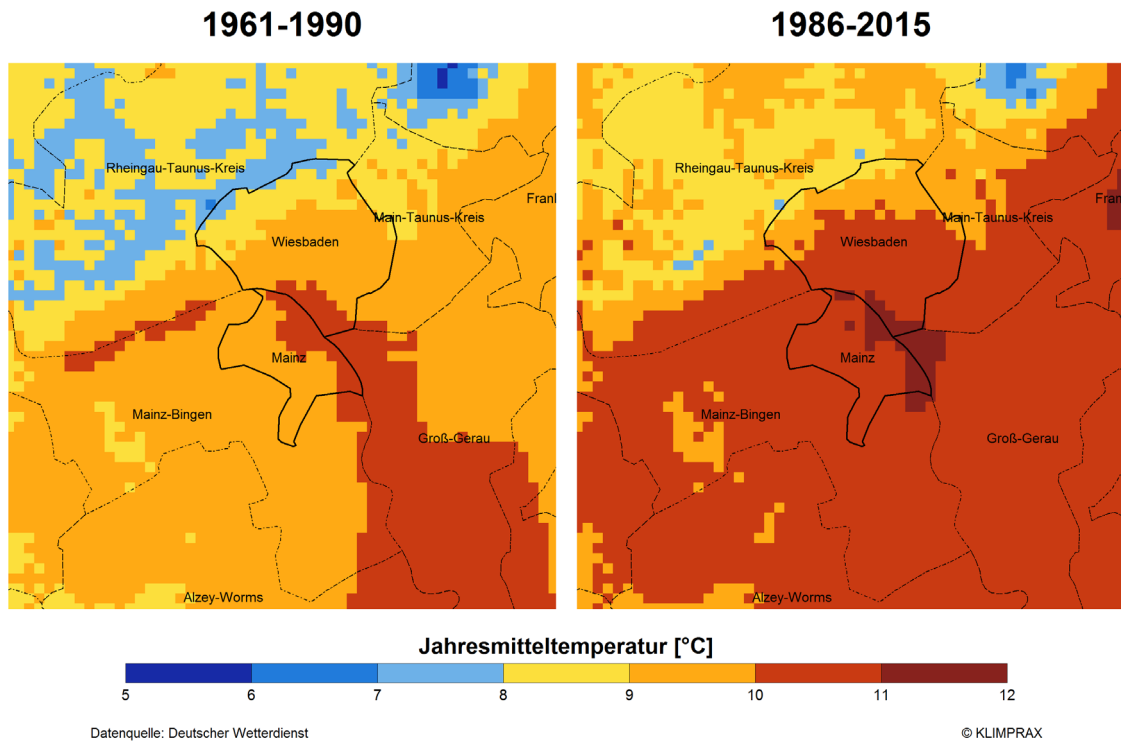 1961-1990
1986-2015
Rheingau-Taunus-Kreis
Main-Taunus-Kreis
Frank
Wiesbaden
Mainz
Mainz-Bingen
Groß-Gerau
Alzey-Worms
Rheingau-Taunus-Kreis
Main-Taunus-Kreis
Frank
Wiesbaden
Mainz
Mainz-Bingen
Groß-Gerau
Alzey-Worms
Jahresmitteltemperatur [°C]
5 6 7 8 9 10 11 12
Datenquelle: Deutscher Wetterdienst
© KLIMPRAX